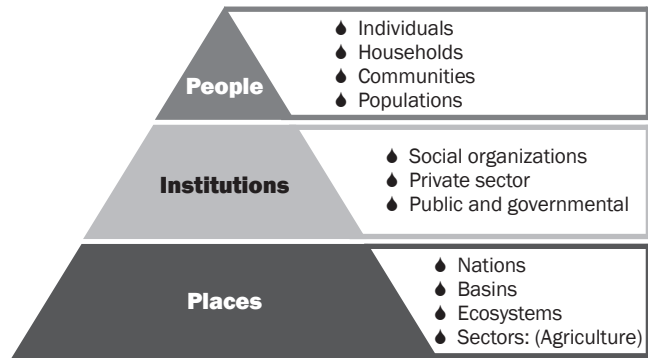 People
Individuals
Households
Communities
Populations
Institutions
Social organizations
Private sector
Public and governmental
Places
Nations
Basins
Ecosystems
Sectors: (Agriculture)